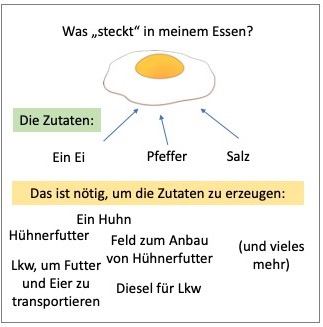 Was „steckt“ in meinem Essen?
Die Zutaten:
Ein Ei
Pfeffer
Salz
Das ist nötig, um die Zutaten zu erzeugen:
Ein Huhn
Hühnerfutter
Feld zum Anbau
von Hühnerfutter
(und vieles
mehr)
Lkw, um Futter
und Eier zu
transportieren
Diesel für Lkw